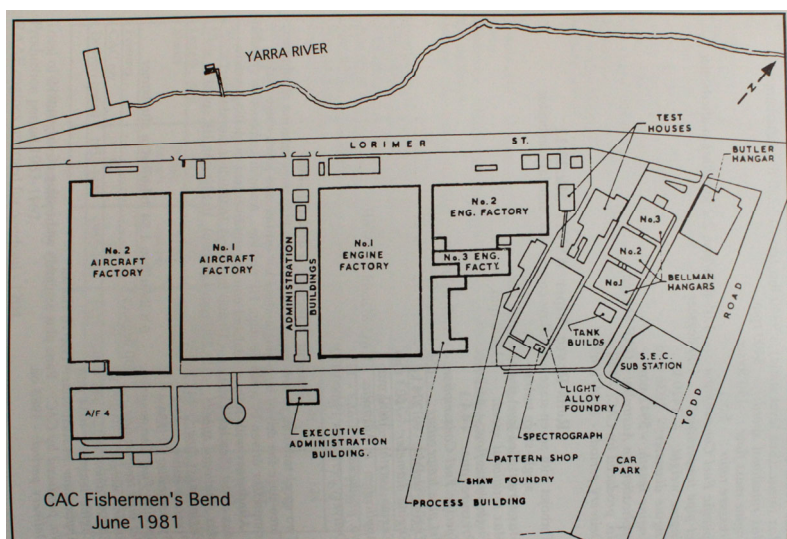 YARRA RIVER
N
LORIMER ST.
TEST
HOUSES
BUTLER
HANGAR
No. 2
AIRCRAFT
FACTORY
No. 1
AIRCRAFT
FACTORY
ADMINISTRATION
BUILDINGS
No.1
ENGINE
FACTORY
No. 2
ENG. FACTORY
No. 3 ENG.
FACTY.
No.3
No.2
No.1
BELLMAN
HANGARS
TANK
BUILDS
S.E.C.
SUB STATION
TODD ROAD
A/F 4
EXECUTIVE
ADMINISTRATION
BUILDING.
LIGHT
ALLOY
FOUNDRY
SPECTROGRAPH
PATTERN SHOP
SHAW FOUNDRY
PROCESS BUILDING
CAR
PARK
CAC Fishermen's Bend
June 1981